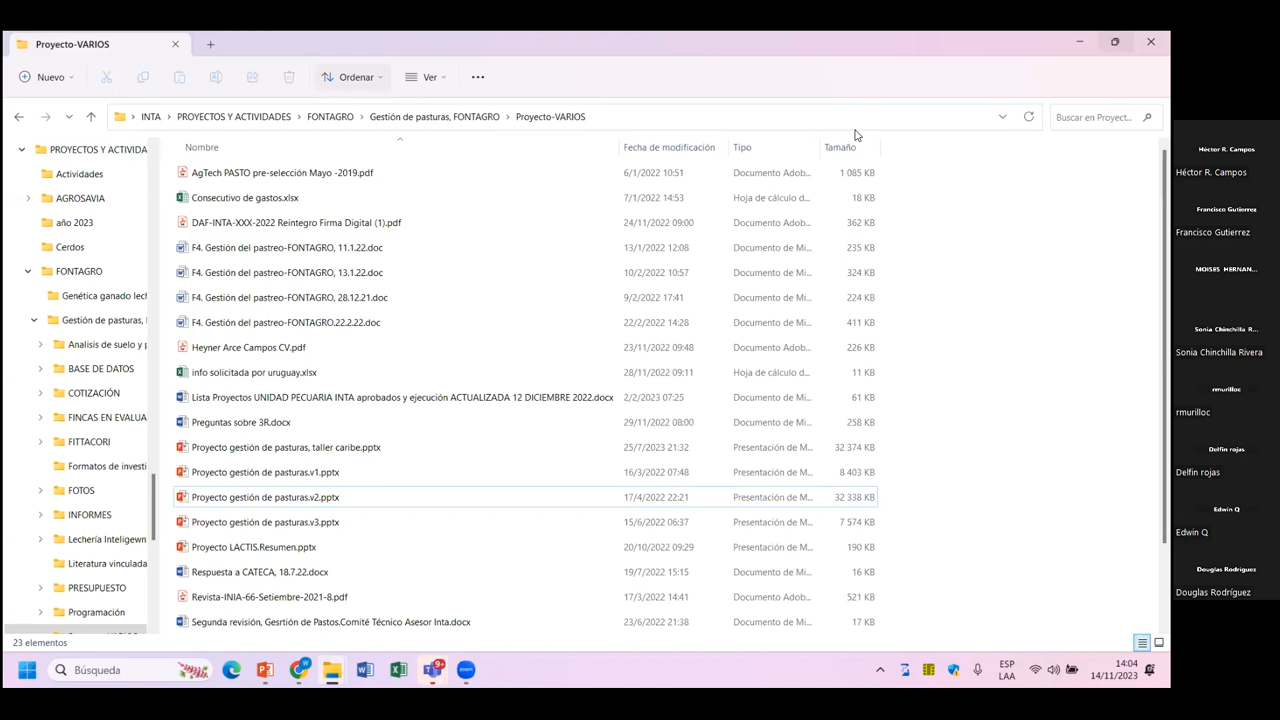 Proyecto-VARIOS
Nuevo
Ordenar
Ver
INTA > PROYECTOS Y ACTIVIDADES > FONTAGRO > Gestión de pasturas, FONTAGRO > Proyecto-VARIOS
Buscar en Proyect...
PROYECTOS Y ACTIVIDA
Actividades
AGROSAVIA
año 2023
Cerdos
FONTAGRO
Genética ganado lech
Gestión de pasturas, 
Analisis de suelo y p
BASE DE DATOS
COTIZACIÓN
FINCAS EN EVALUA
FITTACORI
Formatos de investi
FOTOS
INFORMES
Lechería Inteligewn
Literatura vinculada
PRESUPUESTO
Programación
Nombre Fecha de modificación Tipo Tamaño
AgTech PASTO pre-selección Mayo -2019.pdf 6/1/2022 10:51 Documento Adob... 1 085 KB
Consecutivo de gastos.xlsx 7/1/2022 14:53 Hoja de cálculo d... 18 KB
DAF-INTA-XXX-2022 Reintegro Firma Digital (1).pdf 24/11/2022 09:00 Documento Adob... 362 KB
F4. Gestión del pastreo-FONTAGRO, 11.1.22.doc 13/1/2022 12:08 Documento de Mi... 235 KB
F4. Gestión del pastreo-FONTAGRO, 13.1.22.doc 10/2/2022 10:57 Documento de Mi... 324 KB
F4. Gestión del pastreo-FONTAGRO, 28.12.21.doc 9/2/2022 17:41 Documento de Mi... 224 KB
F4. Gestión del pastreo-FONTAGRO.22.2.22.doc 22/2/2022 14:28 Documento de Mi... 411 KB
Heyner Arce Campos CV.pdf 23/11/2022 09:48 Documento Adob... 226 KB
info solicitada por uruguay.xlsx 28/11/2022 09:11 Hoja de cálculo d... 11 KB
Lista Proyectos UNIDAD PECUARIA INTA aprobados y ejecución ACTUALIZADA 12 DICIEMBRE 2022.docx 2/2/2023 07:25 Documento de Mi... 61 KB
Preguntas sobre 3R.docx 29/11/2022 08:00 Documento de Mi... 258 KB
Proyecto gestión de pasturas, taller caribe.pptx 25/7/2023 21:32 Presentación de M... 32 374 KB
Proyecto gestión de pasturas.v1.pptx 16/3/2022 07:48 Presentación de M... 8 403 KB
Proyecto gestión de pasturas.v2.pptx 17/4/2022 22:21 Presentación de M... 32 338 KB
Proyecto gestión de pasturas.v3.pptx 15/6/2022 06:37 Presentación de M... 7 574 KB
Proyecto LACTIS.Resumen.pptx 20/10/2022 09:29 Presentación de M... 190 KB
Respuesta a CATECA, 18.7.22.docx 19/7/2022 15:15 Documento de Mi... 16 KB
Revista-INIA-66-Setiembre-2021-8.pdf 17/3/2022 14:41 Documento Adob... 521 KB
Segunda revisión, Gesrtión de Pastos.Comité Técnico Asesor Inta.docx 23/6/2022 21:38 Documento de Mi... 17 KB
23 elementos
Búsqueda
9+
zoom
ESP
LAA
14:04
14/11/2023
Héctor R. Campos
Héctor R. Campos
Francisco Gutierrez
Francisco Gutierrez
MOISES HERNAN...
Sonia Chinchilla R...
Sonia Chinchilla Rivera
rmurilloc
rmurilloc
Delfin rojas
Delfin rojas
Edwin Q
Edwin Q
Douglas Rodriguez
Douglas Rodríguez